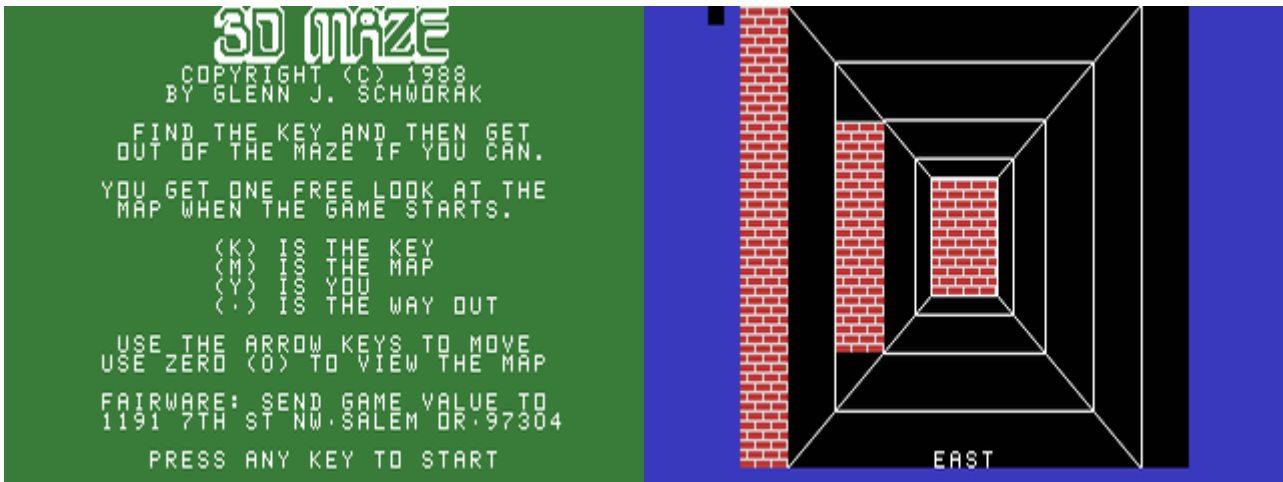 3D MAZE
COPYRIGHT (C) 1988
BY GLENN J. SCHWORAK
FIND THE KEY AND THEN GET
OUT OF THE MAZE IF YOU CAN.
YOU GET ONE FREE LOOK AT THE
MAP WHEN THE GAME STARTS.
(K) IS THE KEY
(M) IS THE MAP
(Y) IS YOU
(·) IS THE WAY OUT
USE THE ARROW KEYS TO MOVE
USE ZERO (0) TO VIEW THE MAP
FAIRWARE: SEND GAME VALUE TO
1191 7TH ST NW·SALEM OR·97304
PRESS ANY KEY TO START
EAST